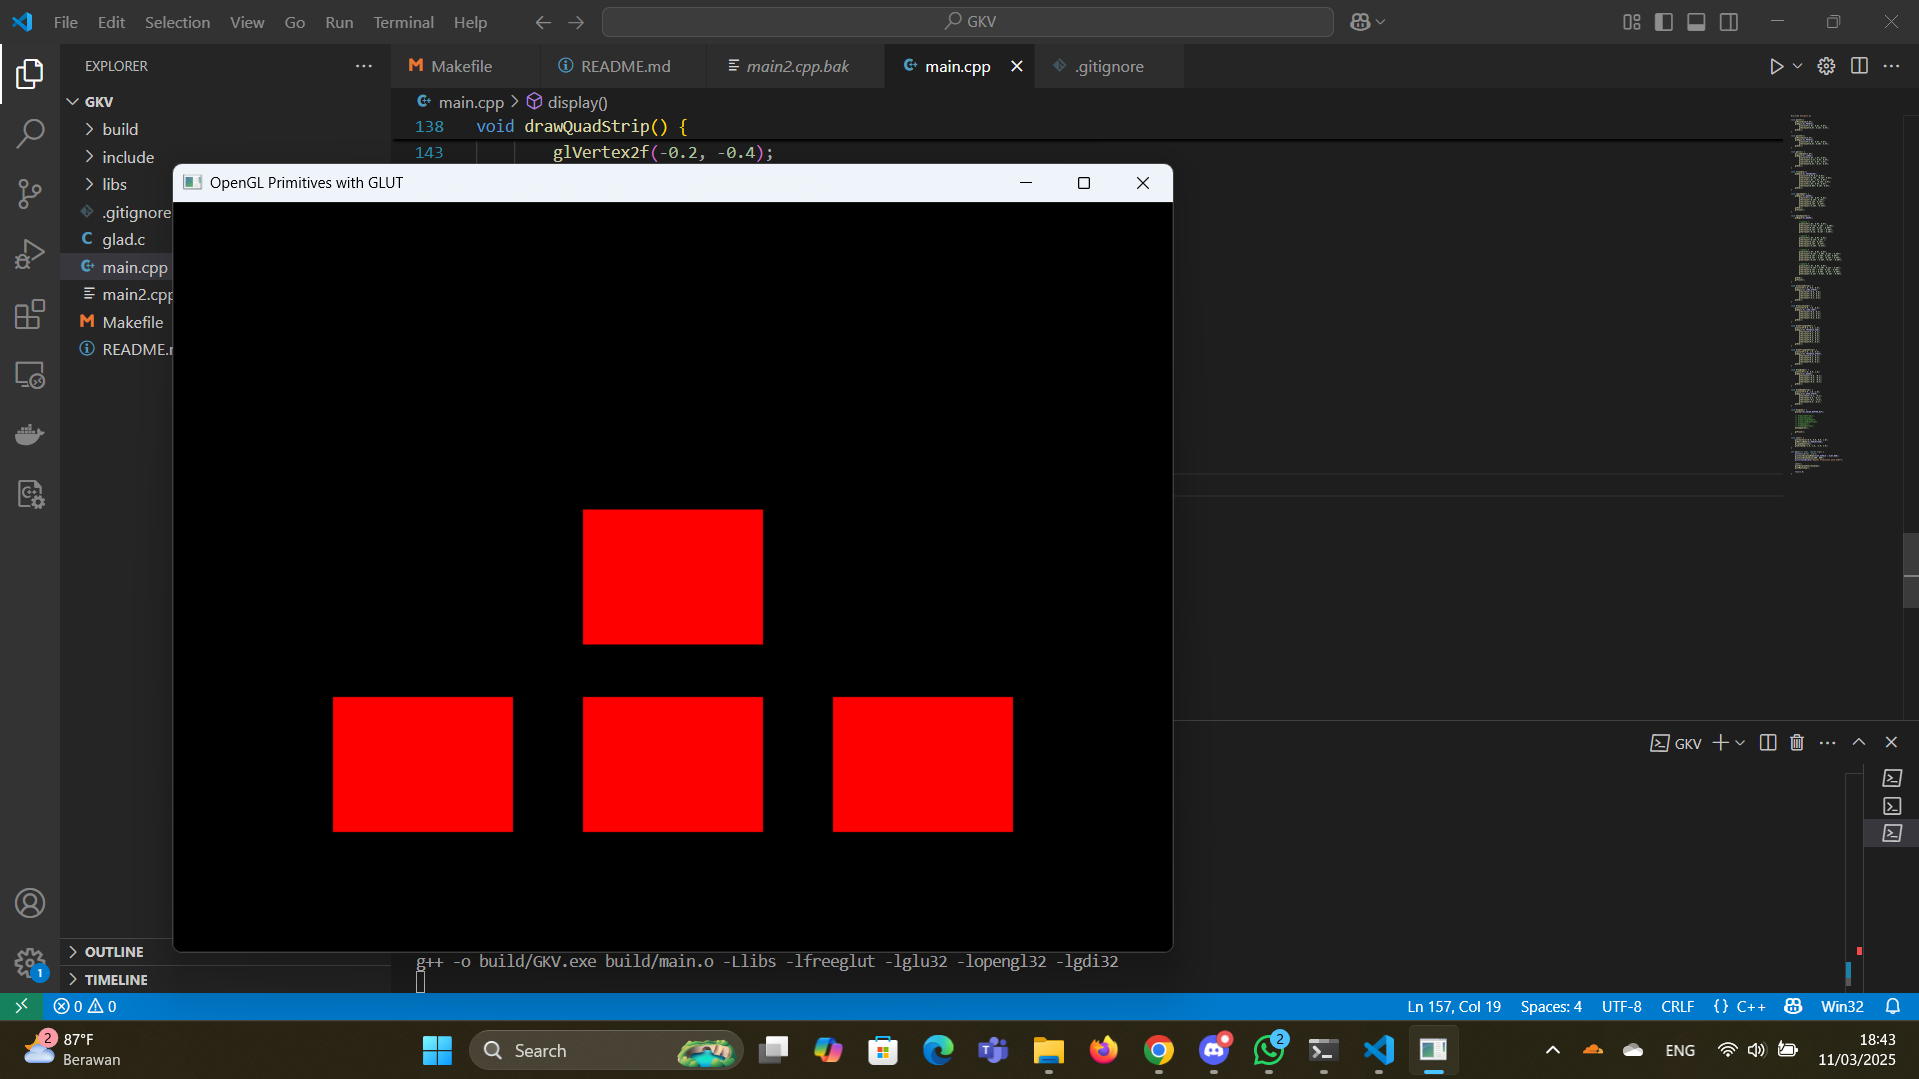 File Edit Selection View Go Run Terminal Help
GKV
EXPLORER
Makefile README.md main2.cpp.bak main.cpp .gitignore
GKV
main.cpp display()
build
138 void drawQuadStrip() {
include
143 glVertex2f(-0.2, -0.4);
libs
OpenGL Primitives with GLUT
.gitignore
glad.c
main.cpp
main2.cpp
Makefile
README.
GKV
OUTLINE
g++ -o build/GKV.exe build/main.o -Llibs -lfreeglut -lglu32 -lopengl32 -lgdi32
TIMELINE
1
0 0
Ln 157, Col 19 Spaces: 4 UTF-8 CRLF {} C++ Win32
2
87°F
Berawan
Search
2
ENG
18:43
11/03/2025